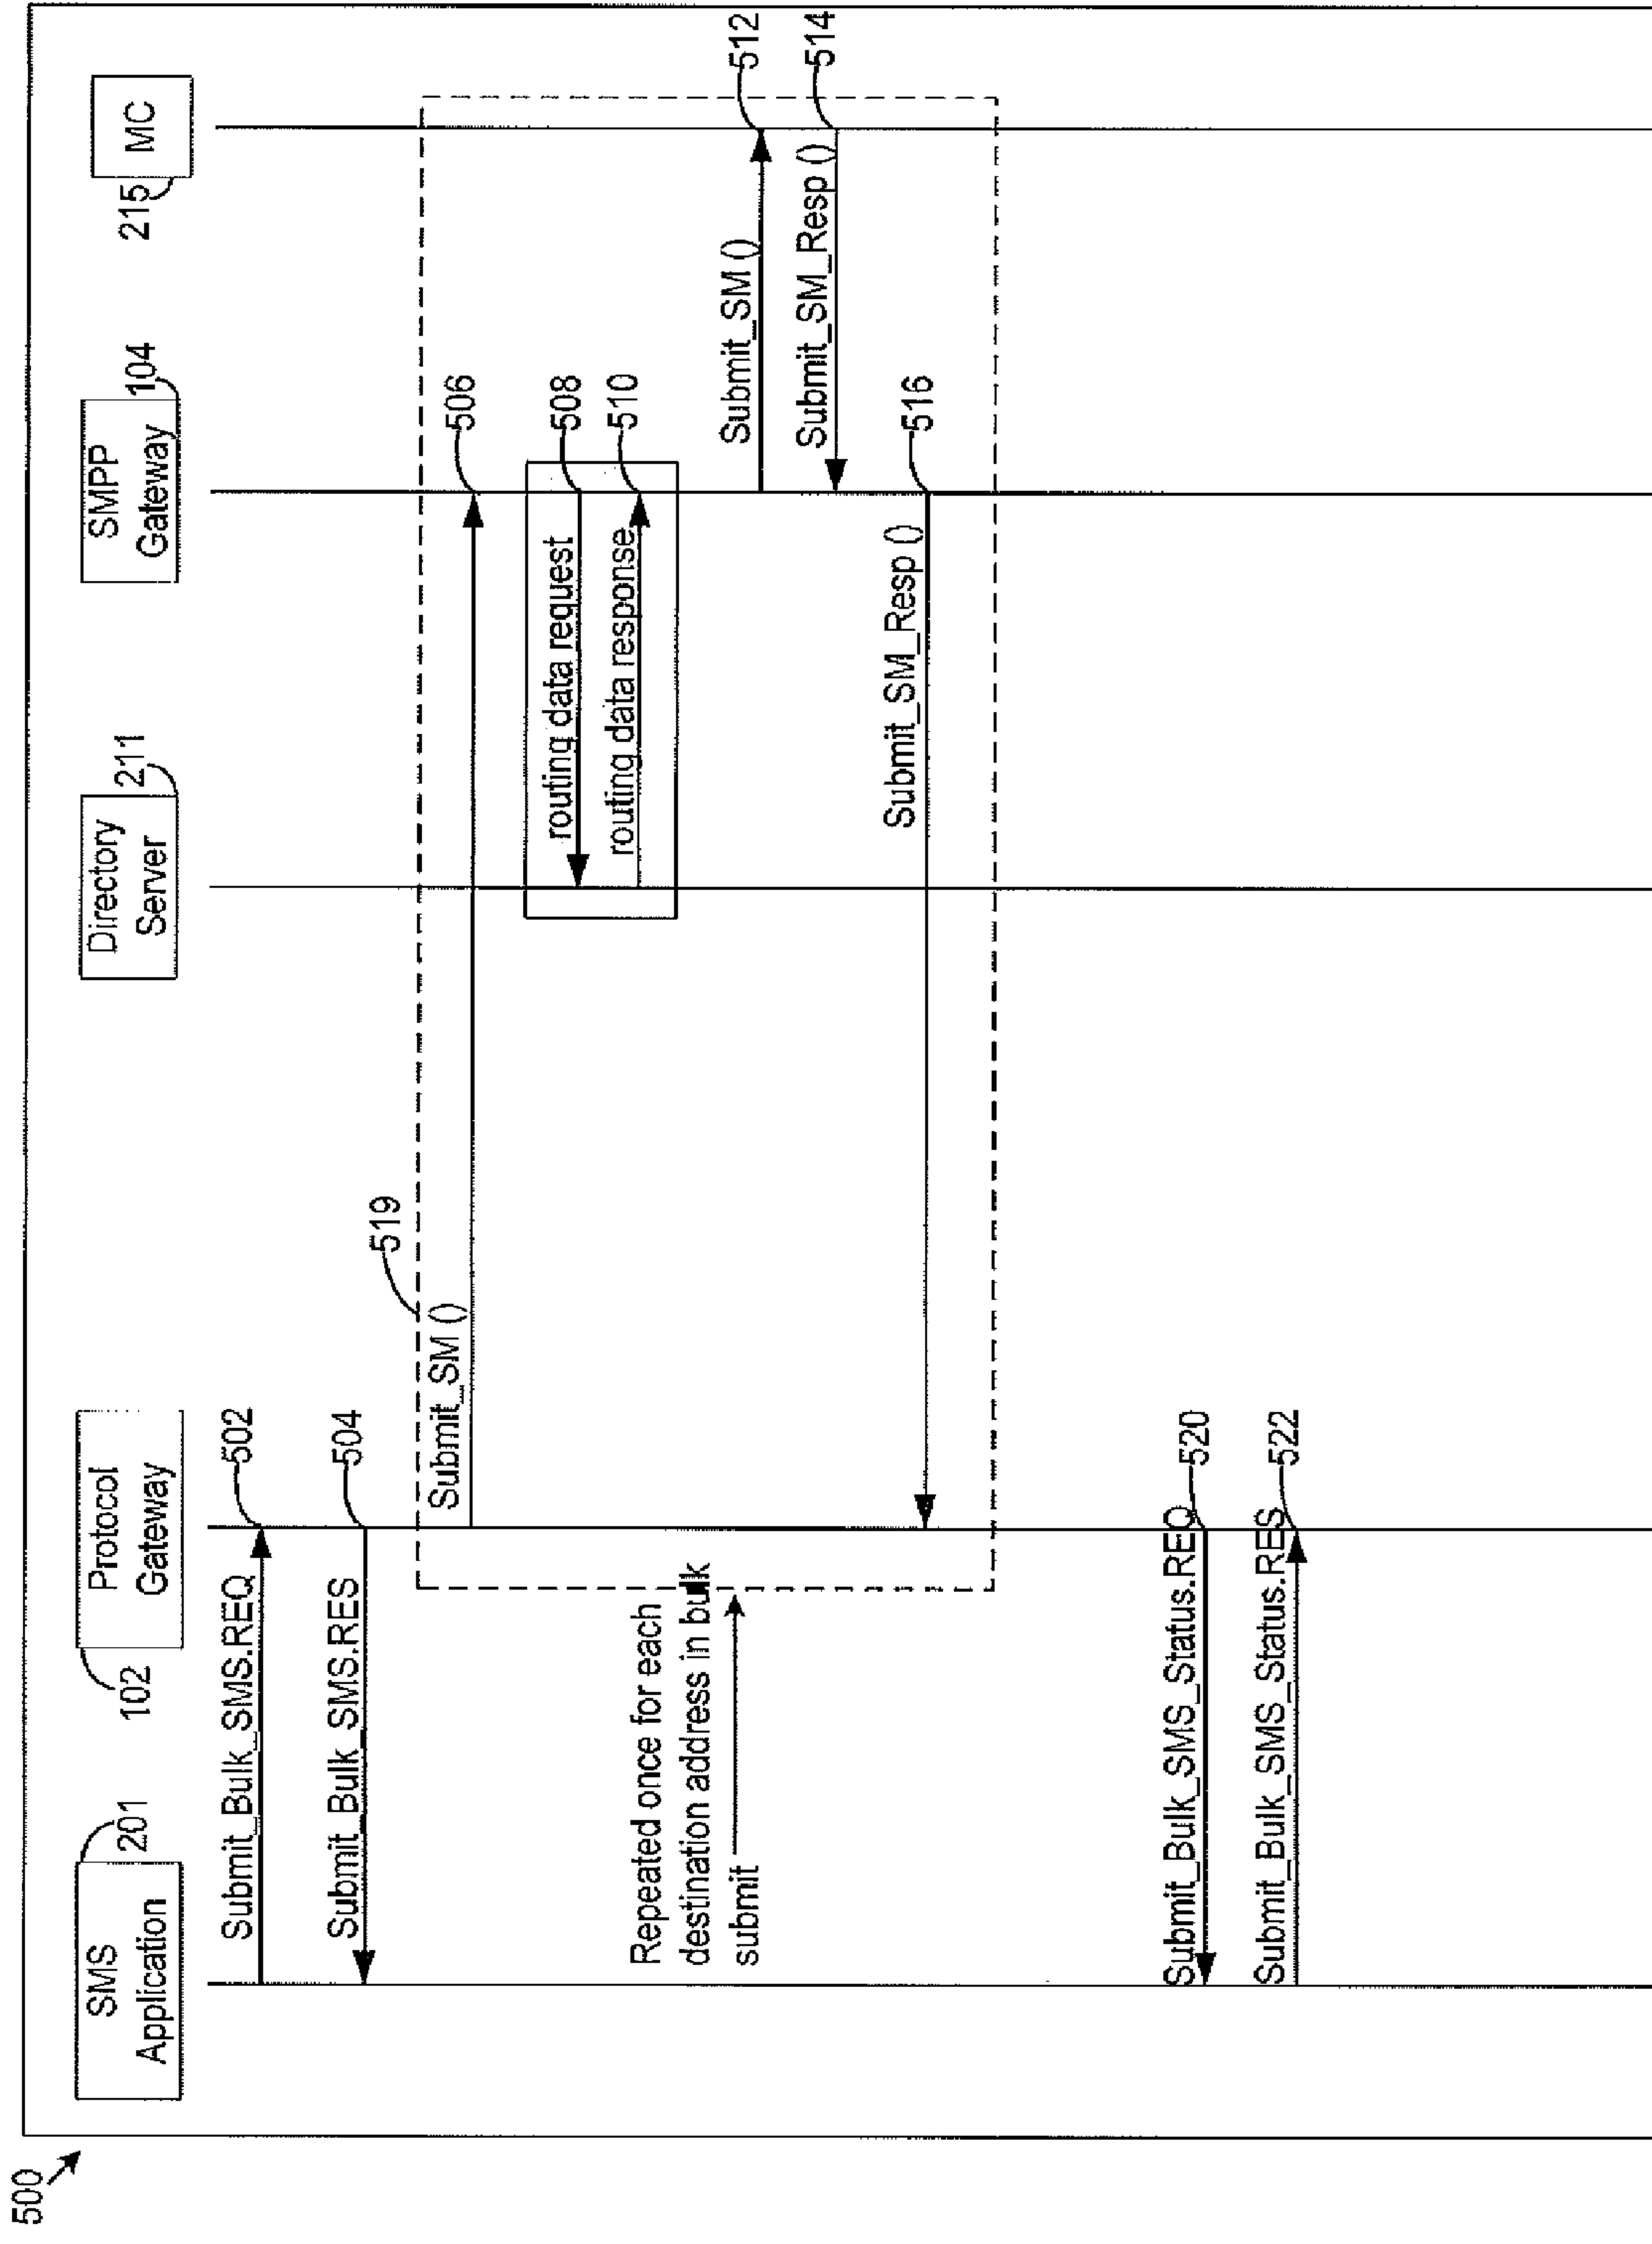 500
SMS
Application
201
Protocol
Gateway
102
Directory
Server
211
SMPP
Gateway
104
MC
215
Submit_Bulk_SMS.REQ
502
Submit_Bulk_SMS.RES
504
519
Submit_SM ()
506
routing data request
508
routing data response
510
Repeated once for each
destination address in bulk
submit
Submit_SM ()
512
Submit_SM_Resp ()
514
Submit_SM_Resp ()
516
Submit_Bulk_SMS_Status.REQ
520
Submit_Bulk_SMS_Status.RES
522